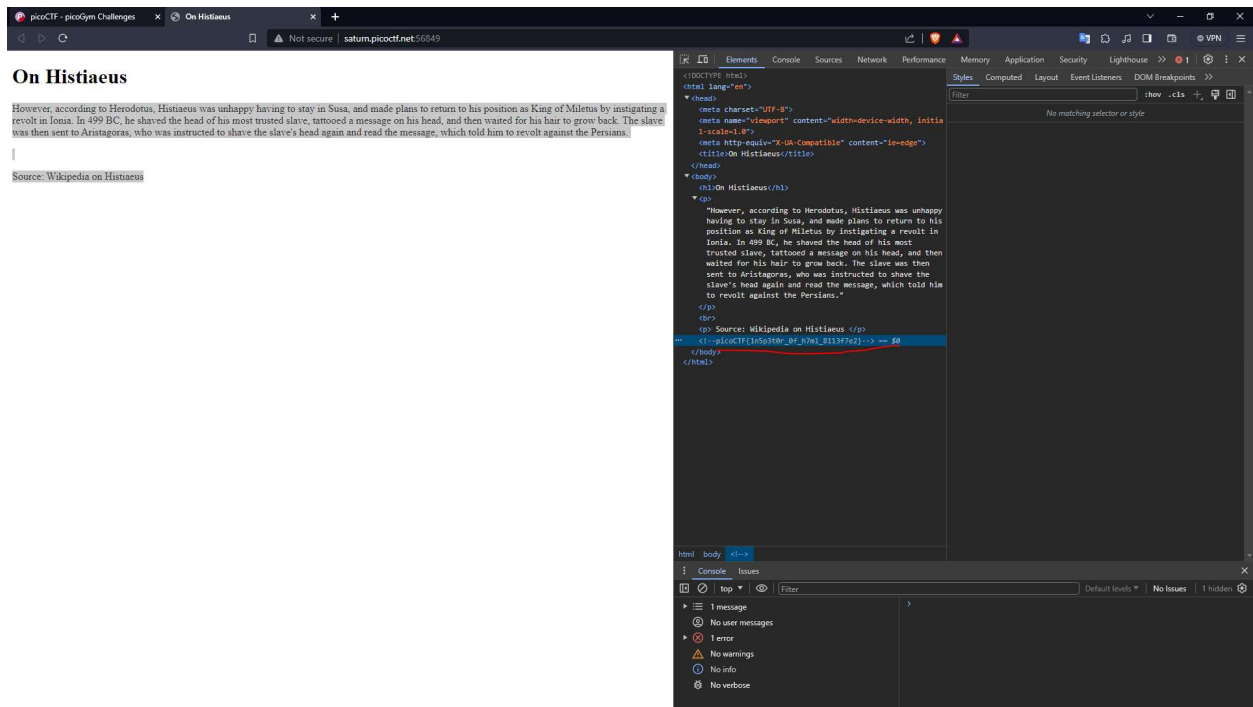 picoCTF - picoGym Challenges
On Histiaeus
Not secure
saturn.picoctf.net:56849
VPN
On Histiaeus
However, according to Herodotus, Histiaeus was unhappy having to stay in Susa, and made plans to return to his position as King of Miletus by instigating a
revolt in Ionia. In 499 BC, he shaved the head of his most trusted slave, tattooed a message on his head, and then waited for his hair to grow back. The slave
was then sent to Aristagoras, who was instructed to shave the slave's head again and read the message, which told him to revolt against the Persians.
Source: Wikipedia on Histiaeus
Elements Console Sources Network Performance Memory Application Security Lighthouse 1
<!DOCTYPE html>
<html lang="en">
<head>
<meta charset="UTF-8">
<meta name="viewport" content="width=device-width, initia
l-scale=1.0">
<meta http-equiv="X-UA-Compatible" content="ie=edge">
<title>On Histiaeus</title>
</head>
<body>
<h1>On Histiaeus</h1>
<p>
"However, according to Herodotus, Histiaeus was unhappy
having to stay in Susa, and made plans to return to his
position as King of Miletus by instigating a revolt in
Ionia. In 499 BC, he shaved the head of his most
trusted slave, tattooed a message on his head, and then
waited for his hair to grow back. The slave was then
sent to Aristagoras, who was instructed to shave the
slave's head again and read the message, which told him
to revolt against the Persians."
</p>
<br>
<p> Source: Wikipedia on Histiaeus </p>
<!--picoCTF{1n5p3t0r_0f_h7ml_8113f7e2}--> == $0
</body>
</html>
Styles Computed Layout Event Listeners DOM Breakpoints
Filter
:hov .cls
No matching selector or style
html body <!-->
Console Issues
top Filter
Default levels No Issues 1 hidden
1 message
No user messages
1 error
No warnings
No info
No verbose